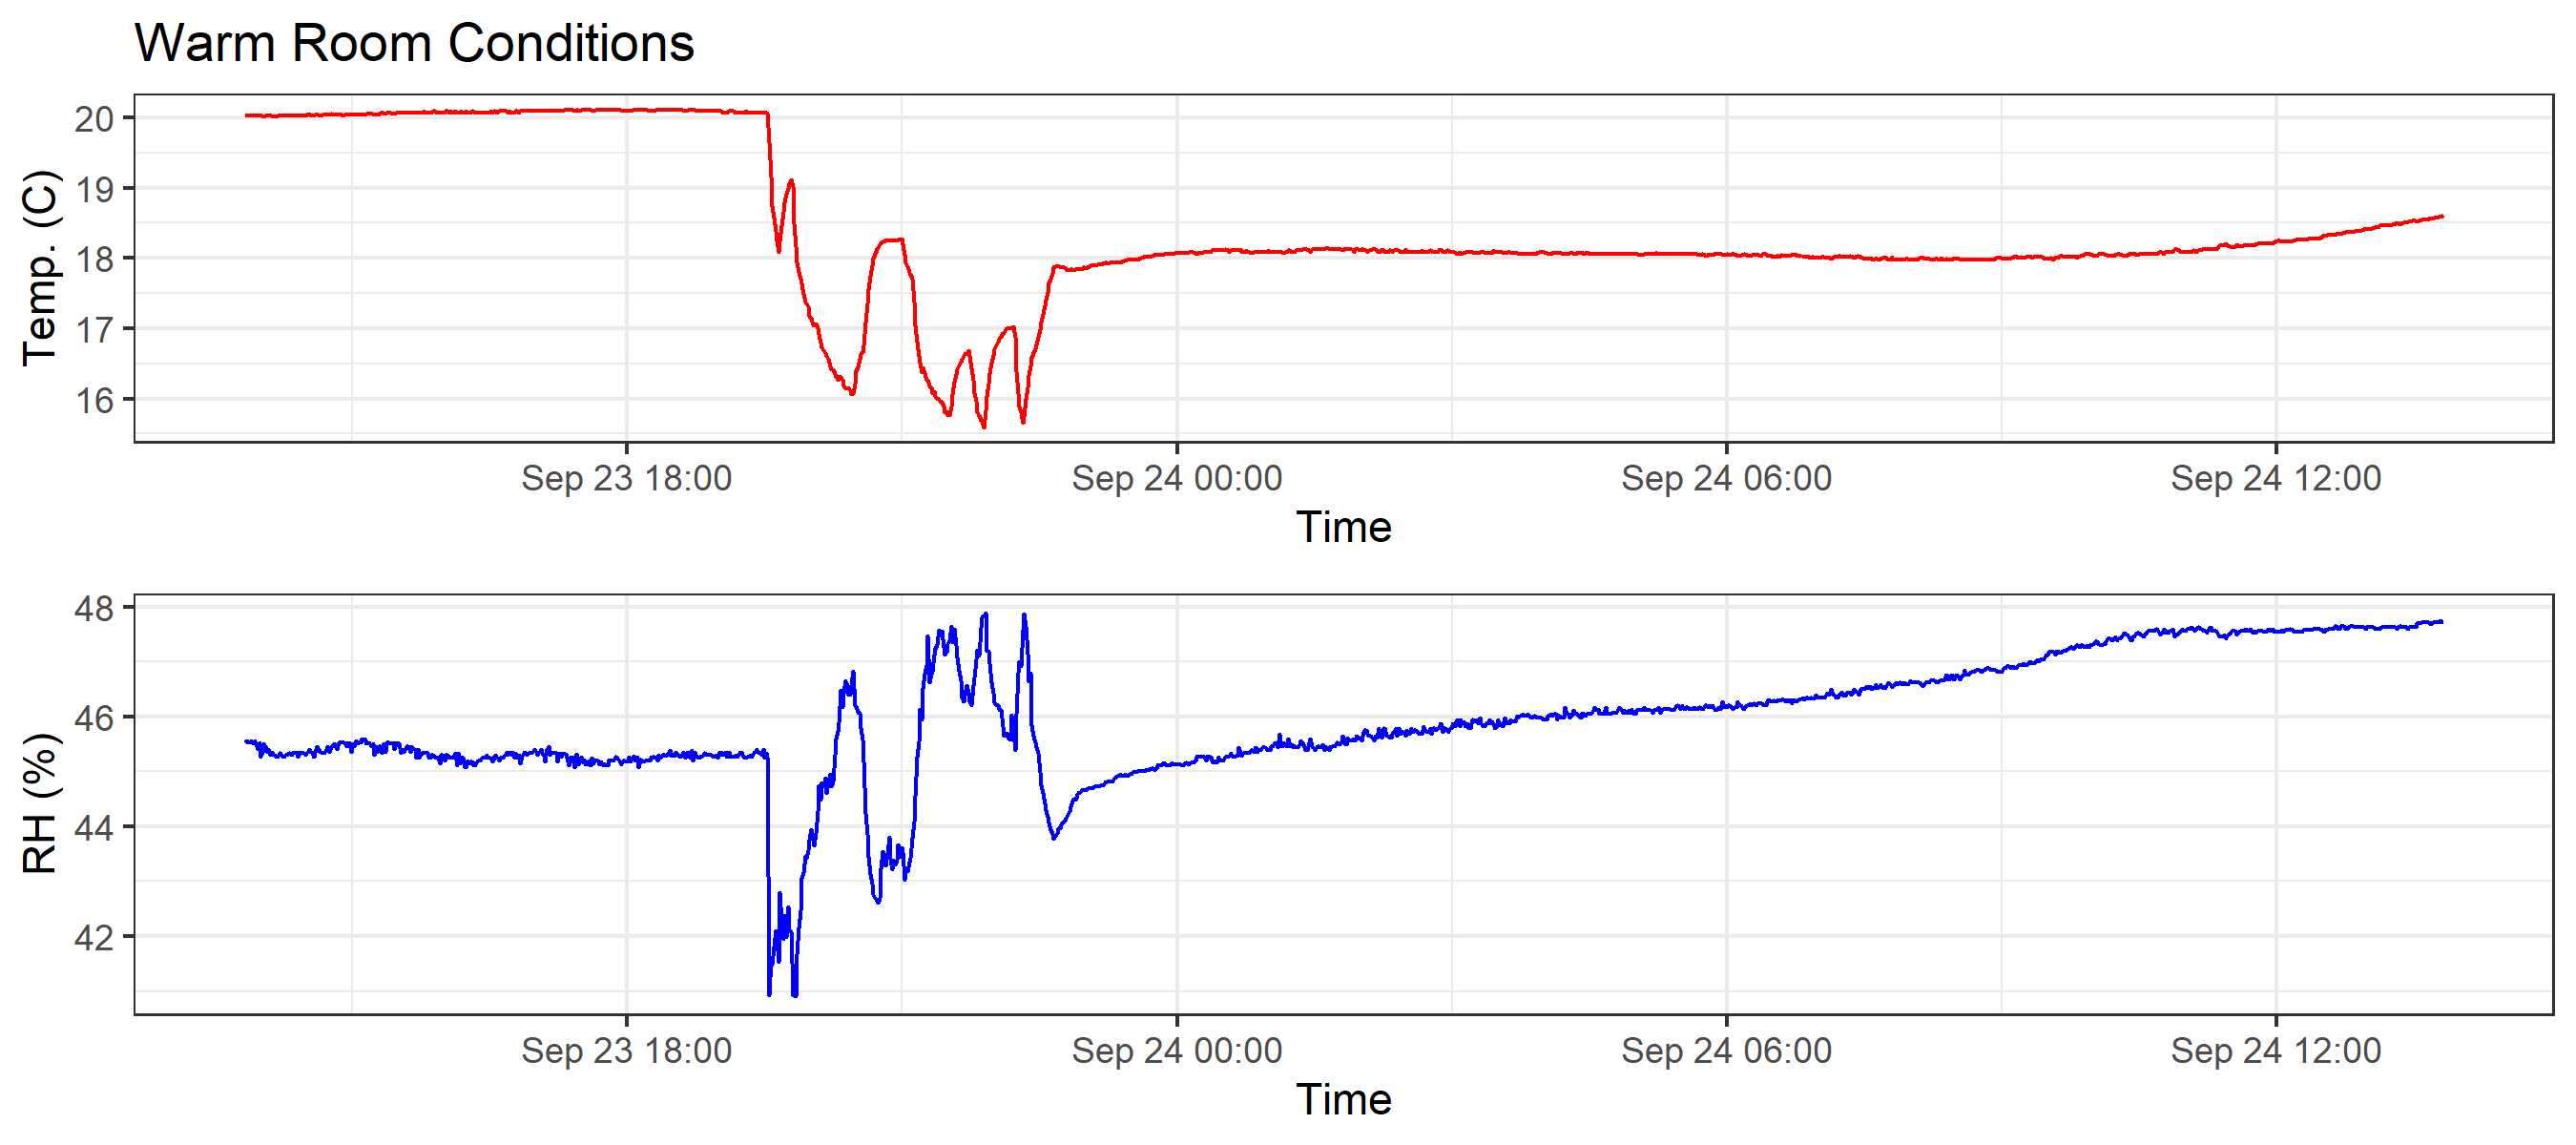 Warm Room Conditions
20
19
18
17
16
Temp. (C)
Sep 23 18:00 Sep 24 00:00 Sep 24 06:00 Sep 24 12:00
Time
48
46
44
42
RH (%)
Sep 23 18:00 Sep 24 00:00 Sep 24 06:00 Sep 24 12:00
Time